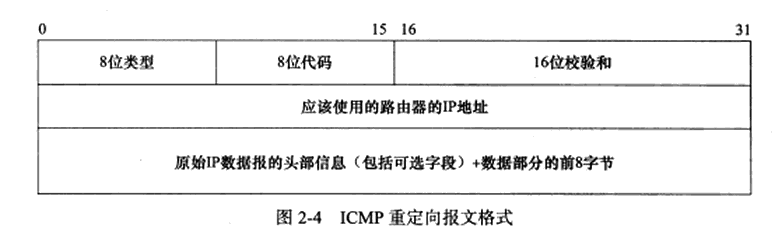 0 15 16 31
8位类型 8位代码 16位校验和
应该使用的路由器的IP地址
原始IP数据报的头部信息（包括可选字段）+数据部分的前8字节
图 2-4 ICMP 重定向报文格式